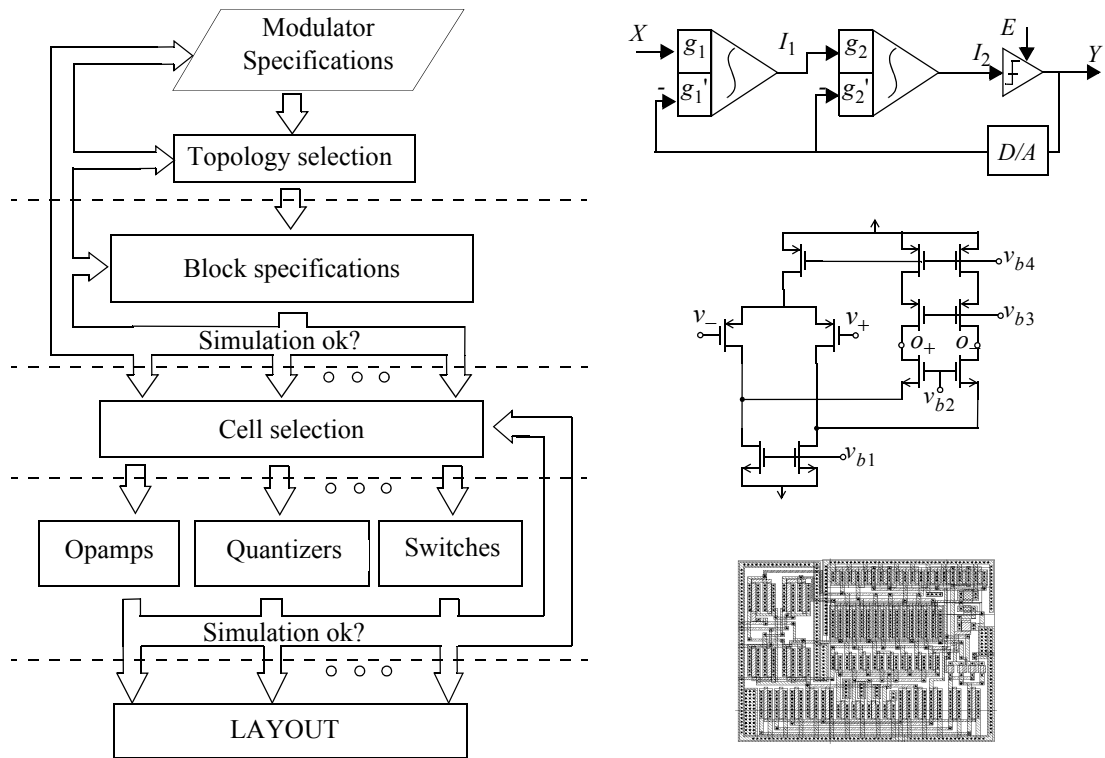 Modulator
Specifications
Topology selection
Block specifications
Simulation ok?
Cell selection
Opamps
Quantizers
Switches
Simulation ok?
LAYOUT
X
g1
g1'
-
I1
g2
g2'
-
I2
E
Y
D/A
vb4
vb3
v−
v+
o+
o−
vb2
vb1